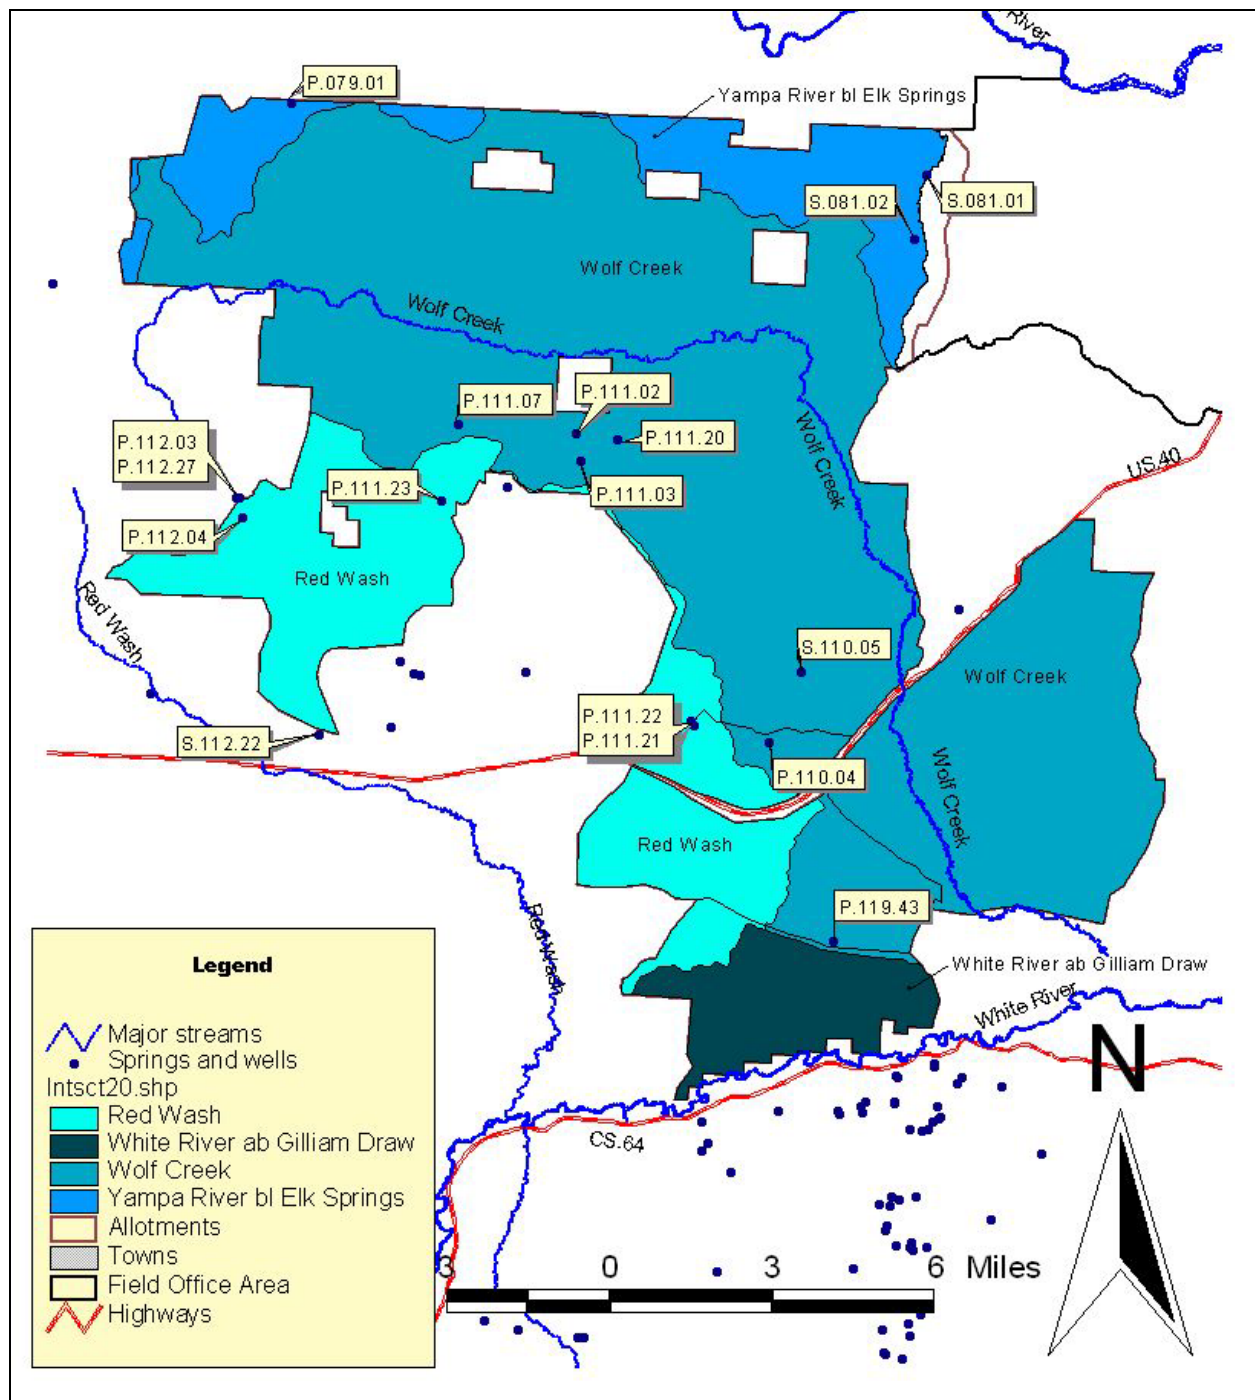 River
P.079.01
Yampa River bl Elk Springs
S.081.02
S.081.01
Wolf Creek
Wolf Creek
P.111.07
P.111.02
P.112.03
P.112.27
P.111.20
Wolf Creek
US.40
P.111.23
P.111.03
P.112.04
Red Wash
Red Wash
S.110.05
Wolf Creek
P.111.22
P.111.21
S.112.22
P.110.04
Wolf Creek
Red Wash
P.119.43
Red Wash
White River ab Gilliam Draw
White River
Legend
Major streams
Springs and wells
Intsct20.shp
Red Wash
White River ab Gilliam Draw
Wolf Creek
Yampa River bl Elk Springs
Allotments
Towns
Field Office Area
Highways
CS.64
N
3 0 3 6 Miles